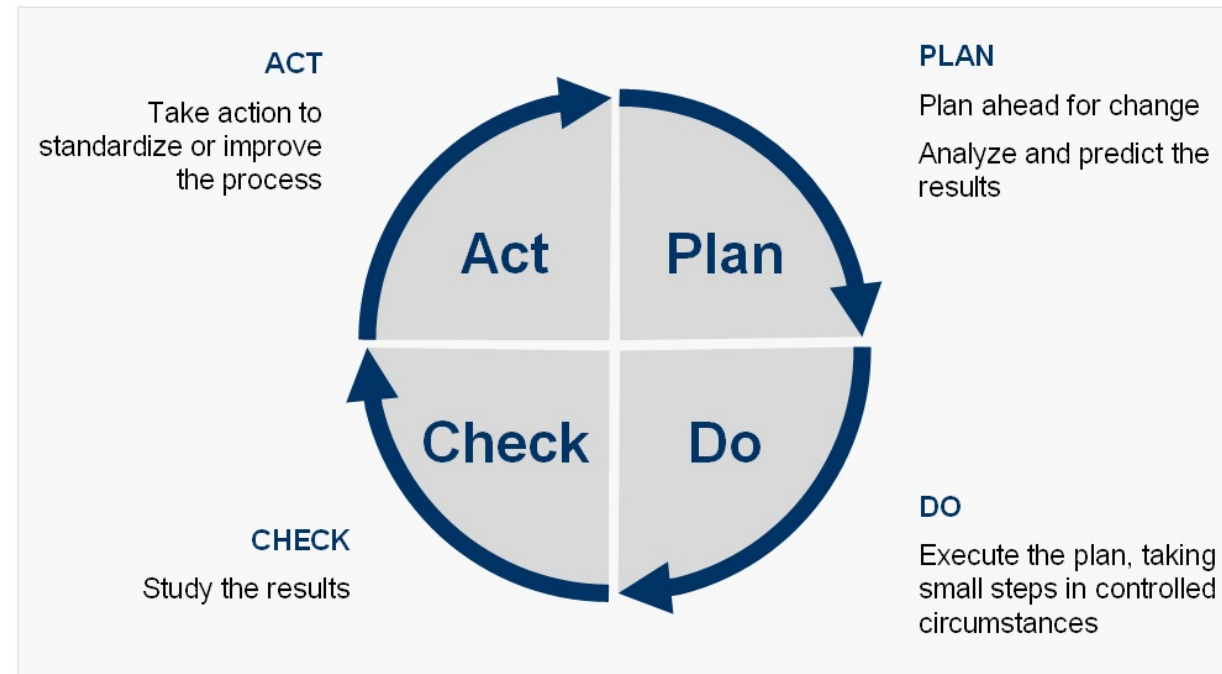 ACT
Take action to
standardize or improve
the process
PLAN
Plan ahead for change
Analyze and predict the
results
Act
Plan
Check
Do
CHECK
Study the results
DO
Execute the plan, taking
small steps in controlled
circumstances